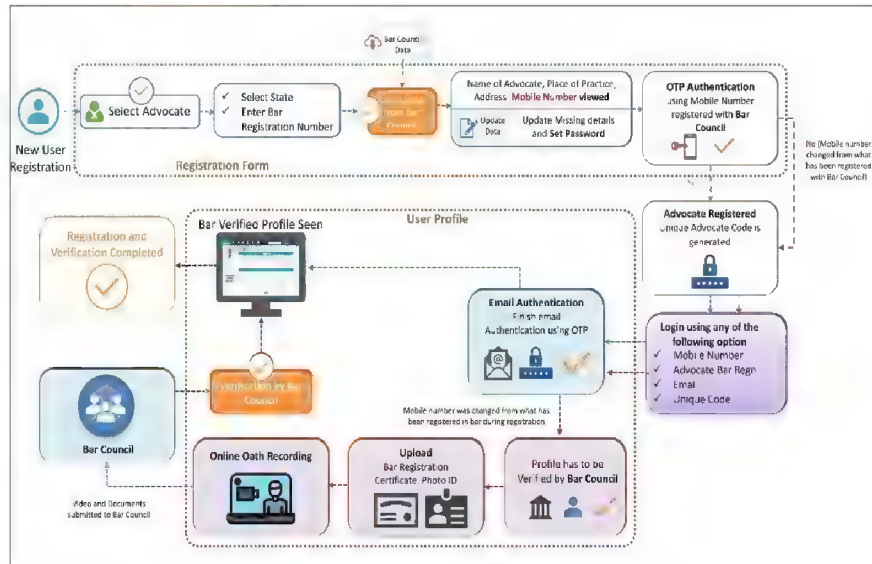 Bar Council
Data
New User
Registration
Select Advocate
Select State
Enter Bar
Registration Number
From Bar
Council
Name of Advocate, Place of Practice,
Address Mobile Number viewed
Update
Data
Update Missing details
and Set Password
OTP Authentication
using Mobile Number
registered with Bar
Council
Registration Form
No (Mobile number
changed from what
has been registered
with Bar Council)
Advocate Registered
Unique Advocate Code is
generated
User Profile
Bar Verified Profile Seen
Registration and
Verification Completed
Email Authentication
Finish email
Authentication using OTP
Login using any of the
following option
Mobile Number
Advocate Bar Regn
Email
Unique Code
Verification by Bar
Council
Mobile number was changed from what has
been registered in bar during registration
Bar Council
Online Oath Recording
Upload
Bar Registration
Certificate Photo ID
Profile has to be
Verified by Bar Council
Video and Documents
submitted to Bar Council